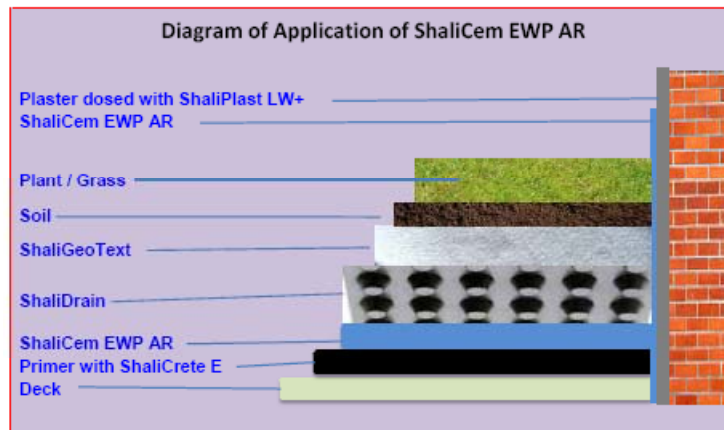 Diagram of Application of ShaliCem EWP AR
Plaster dosed with ShaliPlast LW+
ShaliCem EWP AR
Plant / Grass
Soil
ShaliGeoText
ShaliDrain
ShaliCem EWP AR
Primer with ShaliCrete E
Deck